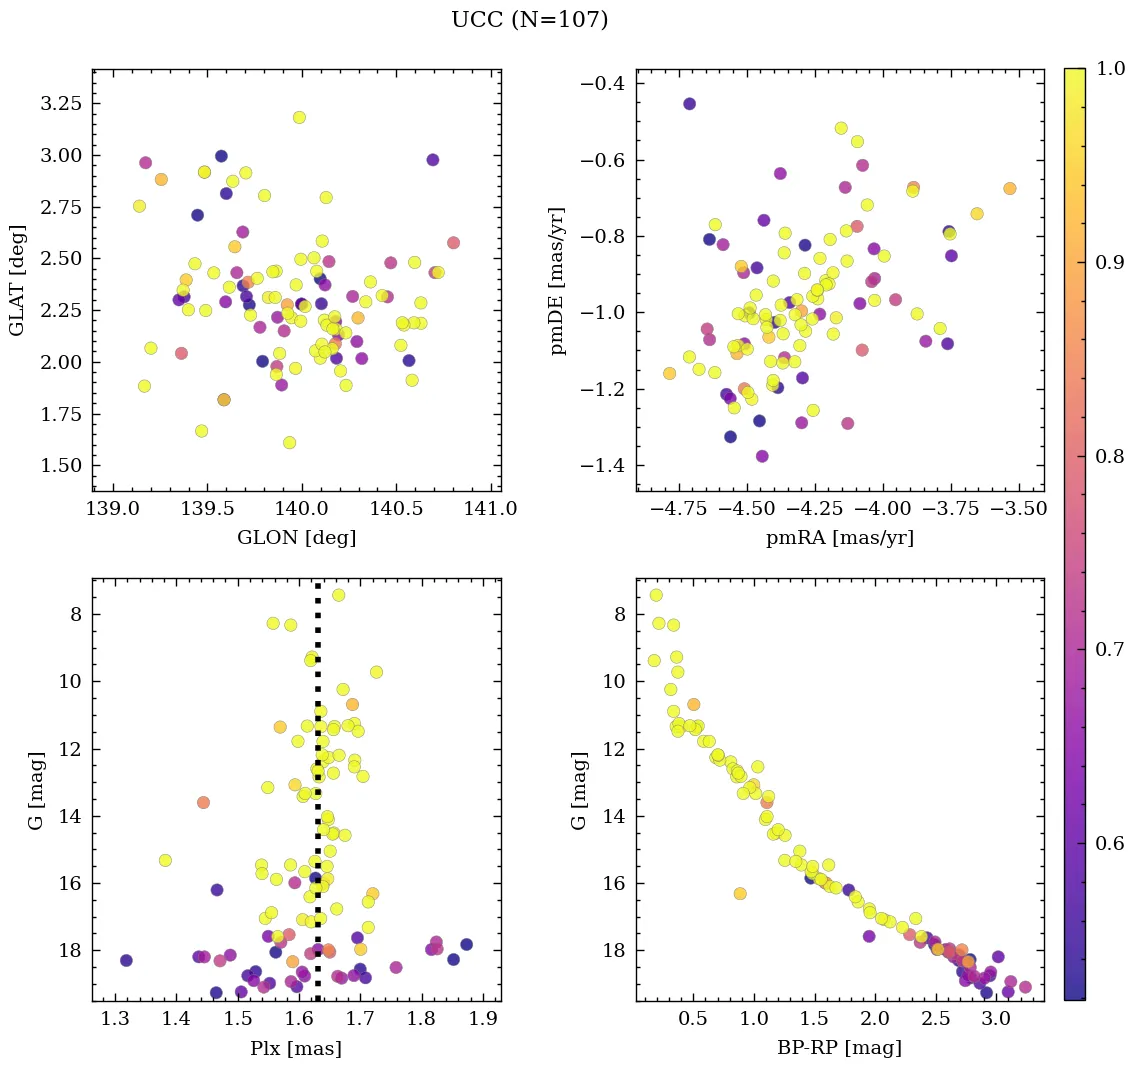 UCC (N=107)
3.25
3.00
2.75
2.50
2.25
2.00
1.75
1.50
GLAT [deg]
139.0 139.5 140.0 140.5 141.0
GLON [deg]
−0.4
−0.6
−0.8
−1.0
−1.2
−1.4
pmDE [mas/yr]
−4.75 −4.50 −4.25 −4.00 −3.75 −3.50
pmRA [mas/yr]
1.0
0.9
0.8
0.7
0.6
8
10
12
14
16
18
G [mag]
1.3 1.4 1.5 1.6 1.7 1.8 1.9
Plx [mas]
8
10
12
14
16
18
G [mag]
0.5 1.0 1.5 2.0 2.5 3.0
BP-RP [mag]